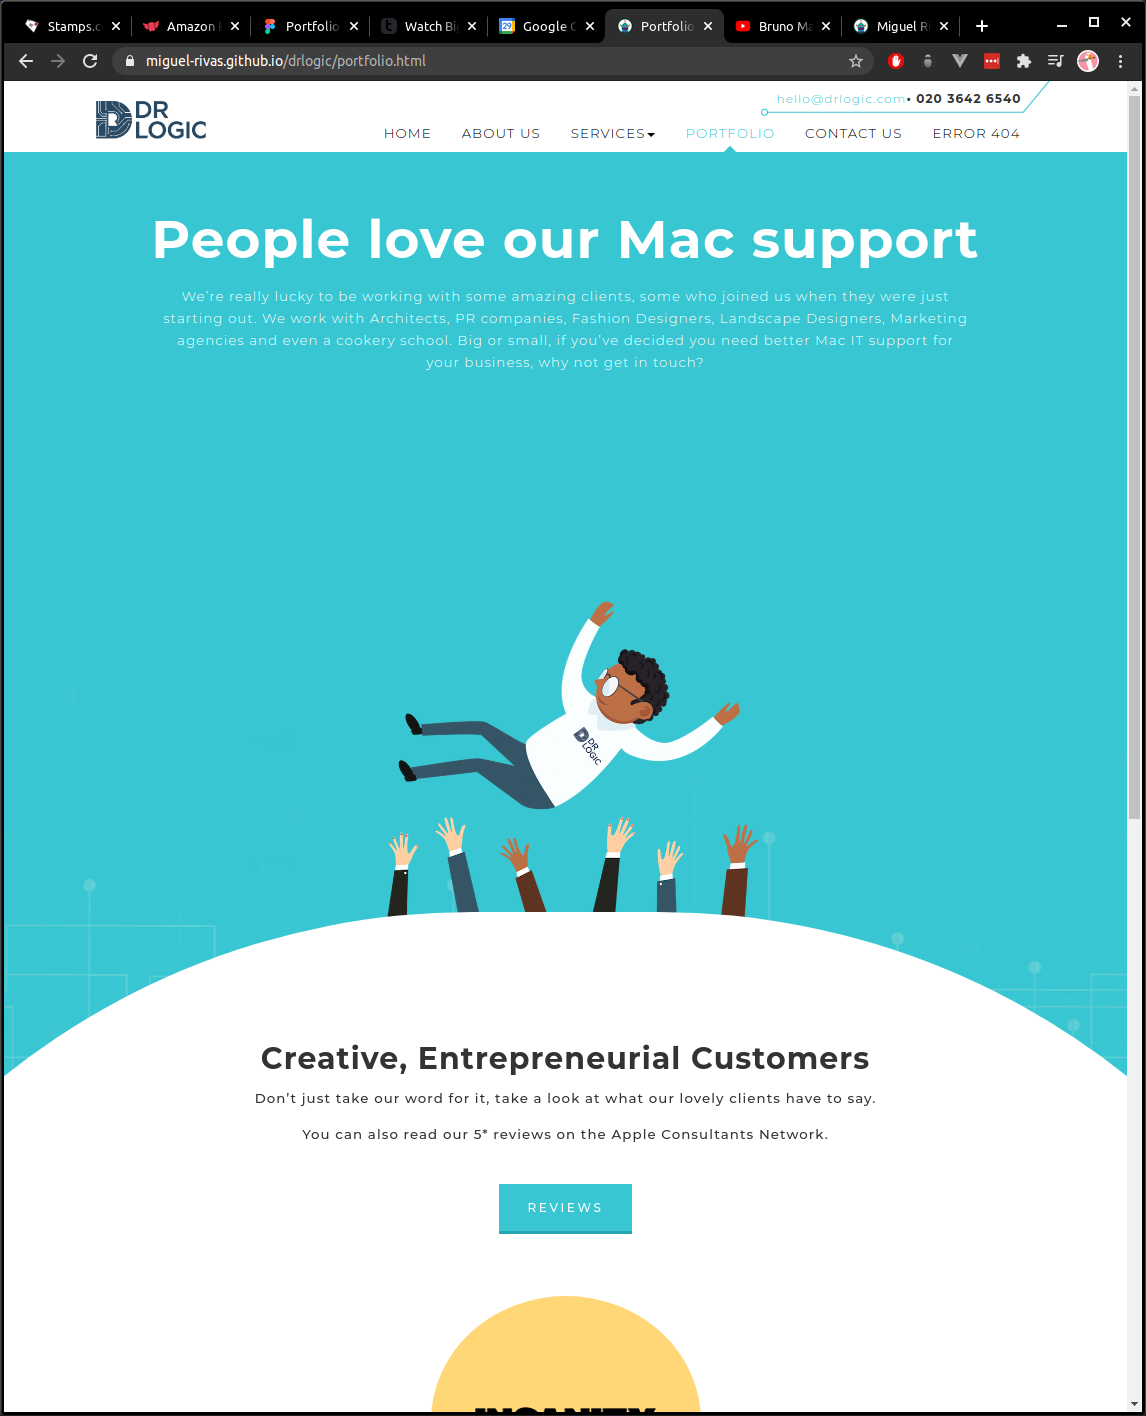 Stamps.c
Amazon
Portfolio
Watch Bi
Google C
Portfolio
Bruno Ma
Miguel Ri
miguel-rivas.github.io/drlogic/portfolio.html
DR
LOGIC
hello@drlogic.com• 020 3642 6540
HOME
ABOUT US
SERVICES
PORTFOLIO
CONTACT US
ERROR 404
People love our Mac support
We’re really lucky to be working with some amazing clients, some who joined us when they were just
starting out. We work with Architects, PR companies, Fashion Designers, Landscape Designers, Marketing
agencies and even a cookery school. Big or small, if you’ve decided you need better Mac IT support for
your business, why not get in touch?
DR
LOGIC
Creative, Entrepreneurial Customers
Don’t just take our word for it, take a look at what our lovely clients have to say.
You can also read our 5* reviews on the Apple Consultants Network.
REVIEWS
INSANITY